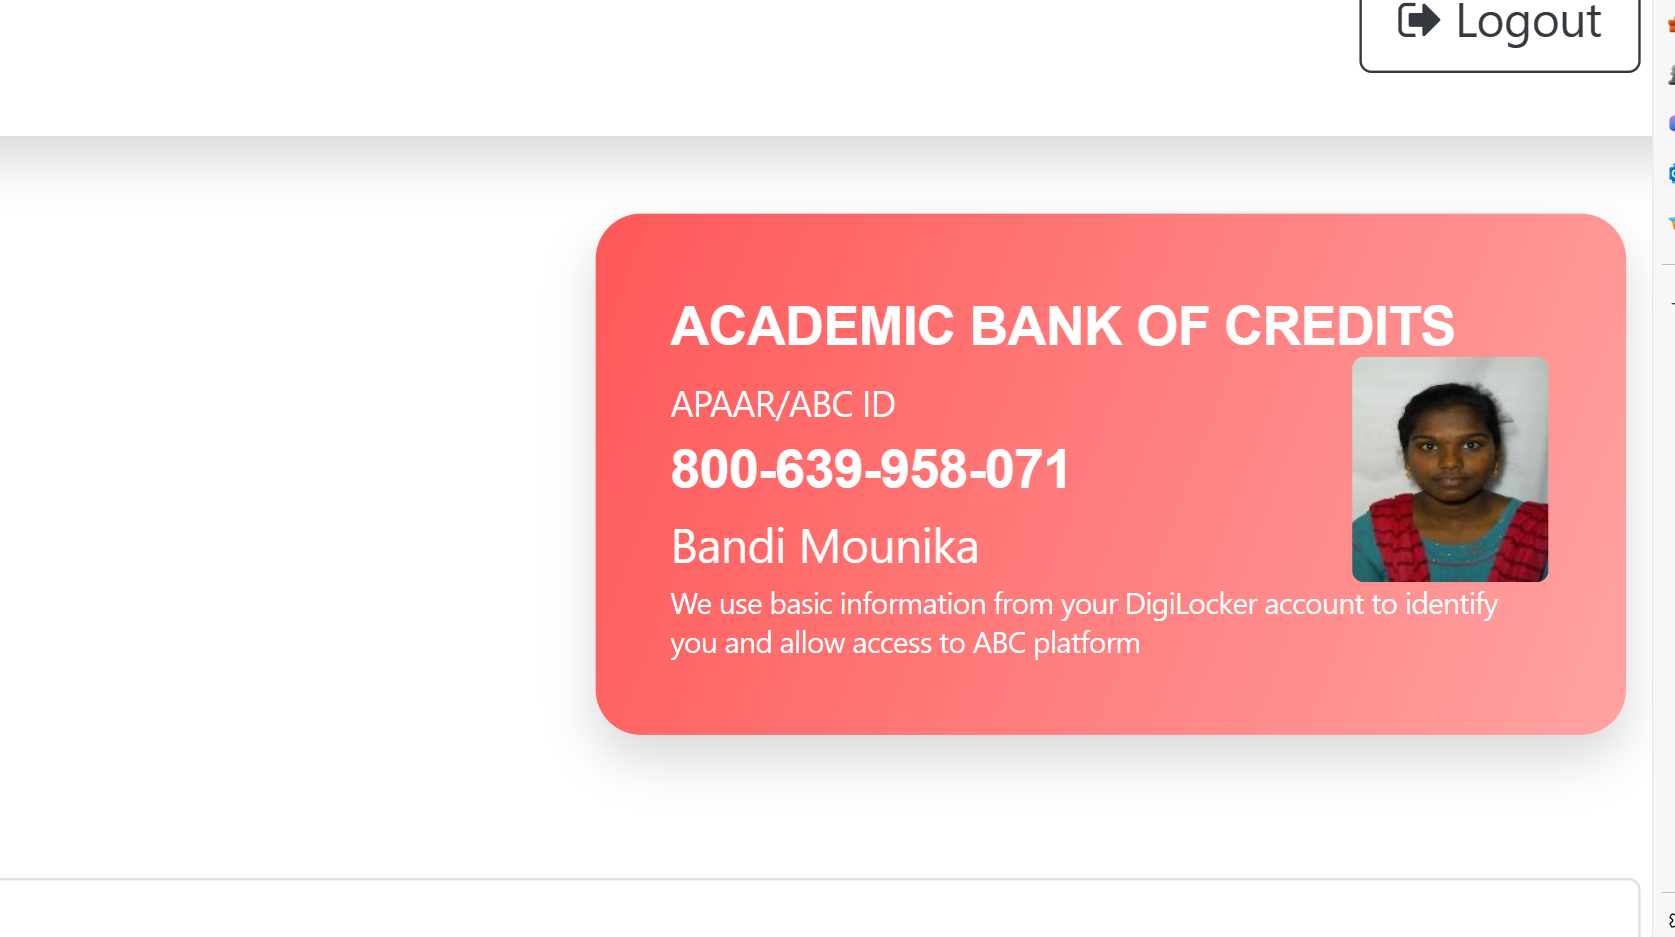 Logout
ACADEMIC BANK OF CREDITS
APAAR/ABC ID
800-639-958-071
Bandi Mounika
We use basic information from your DigiLocker account to identify
you and allow access to ABC platform